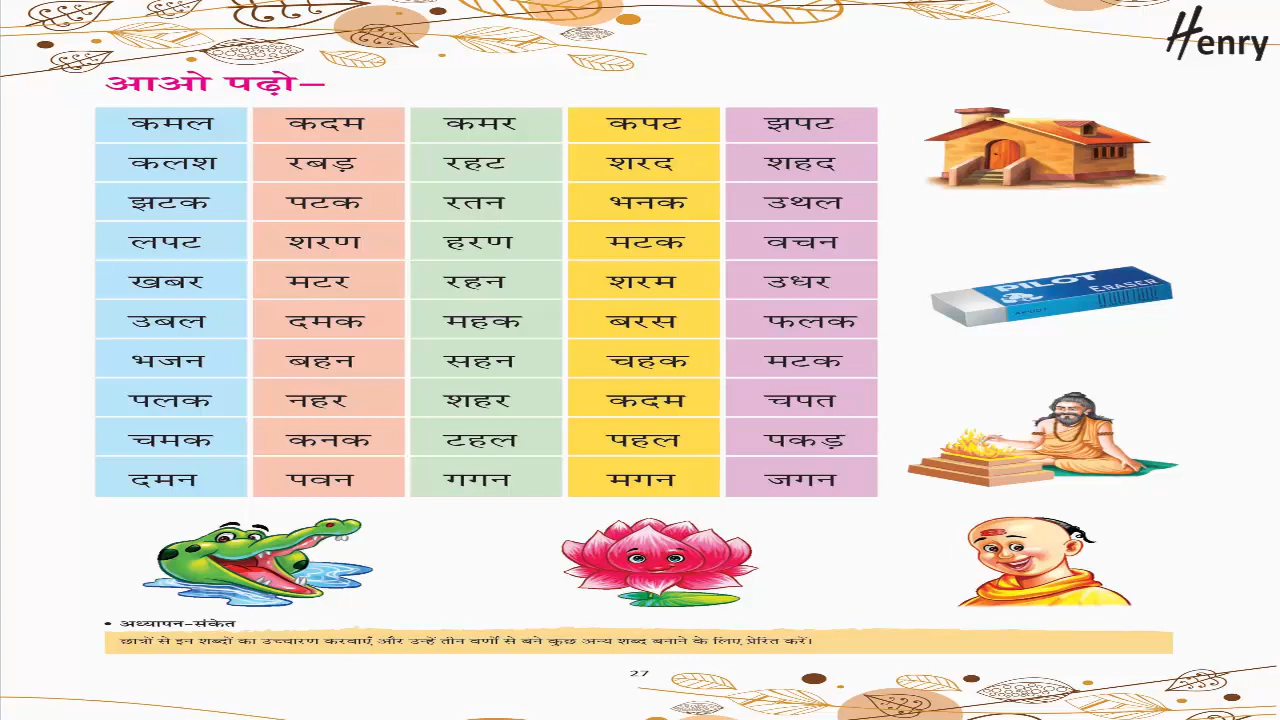 Henry
आओ पढ़ो–
कमल कदम कमर कपट झपट
कलश रबड़ रहट शरद शहद
झटक पटक रतन भनक उथल
लपट शरण हरण मटक वचन
खबर मटर रहन शरम उधर
उबल दमक महक बरस फलक
भजन बहन सहन चहक मटक
पलक नहर शहर कदम चपत
चमक कनक टहल पहल पकड़
दमन पवन गगन मगन जगन
PILOT
ERASER
• अध्यापन-संकेत
छात्रों से इन शब्दों का उच्चारण करवाएँ और उन्हें तीन वर्णों से बने कुछ अन्य शब्द बनाने के लिए प्रेरित करें।
27